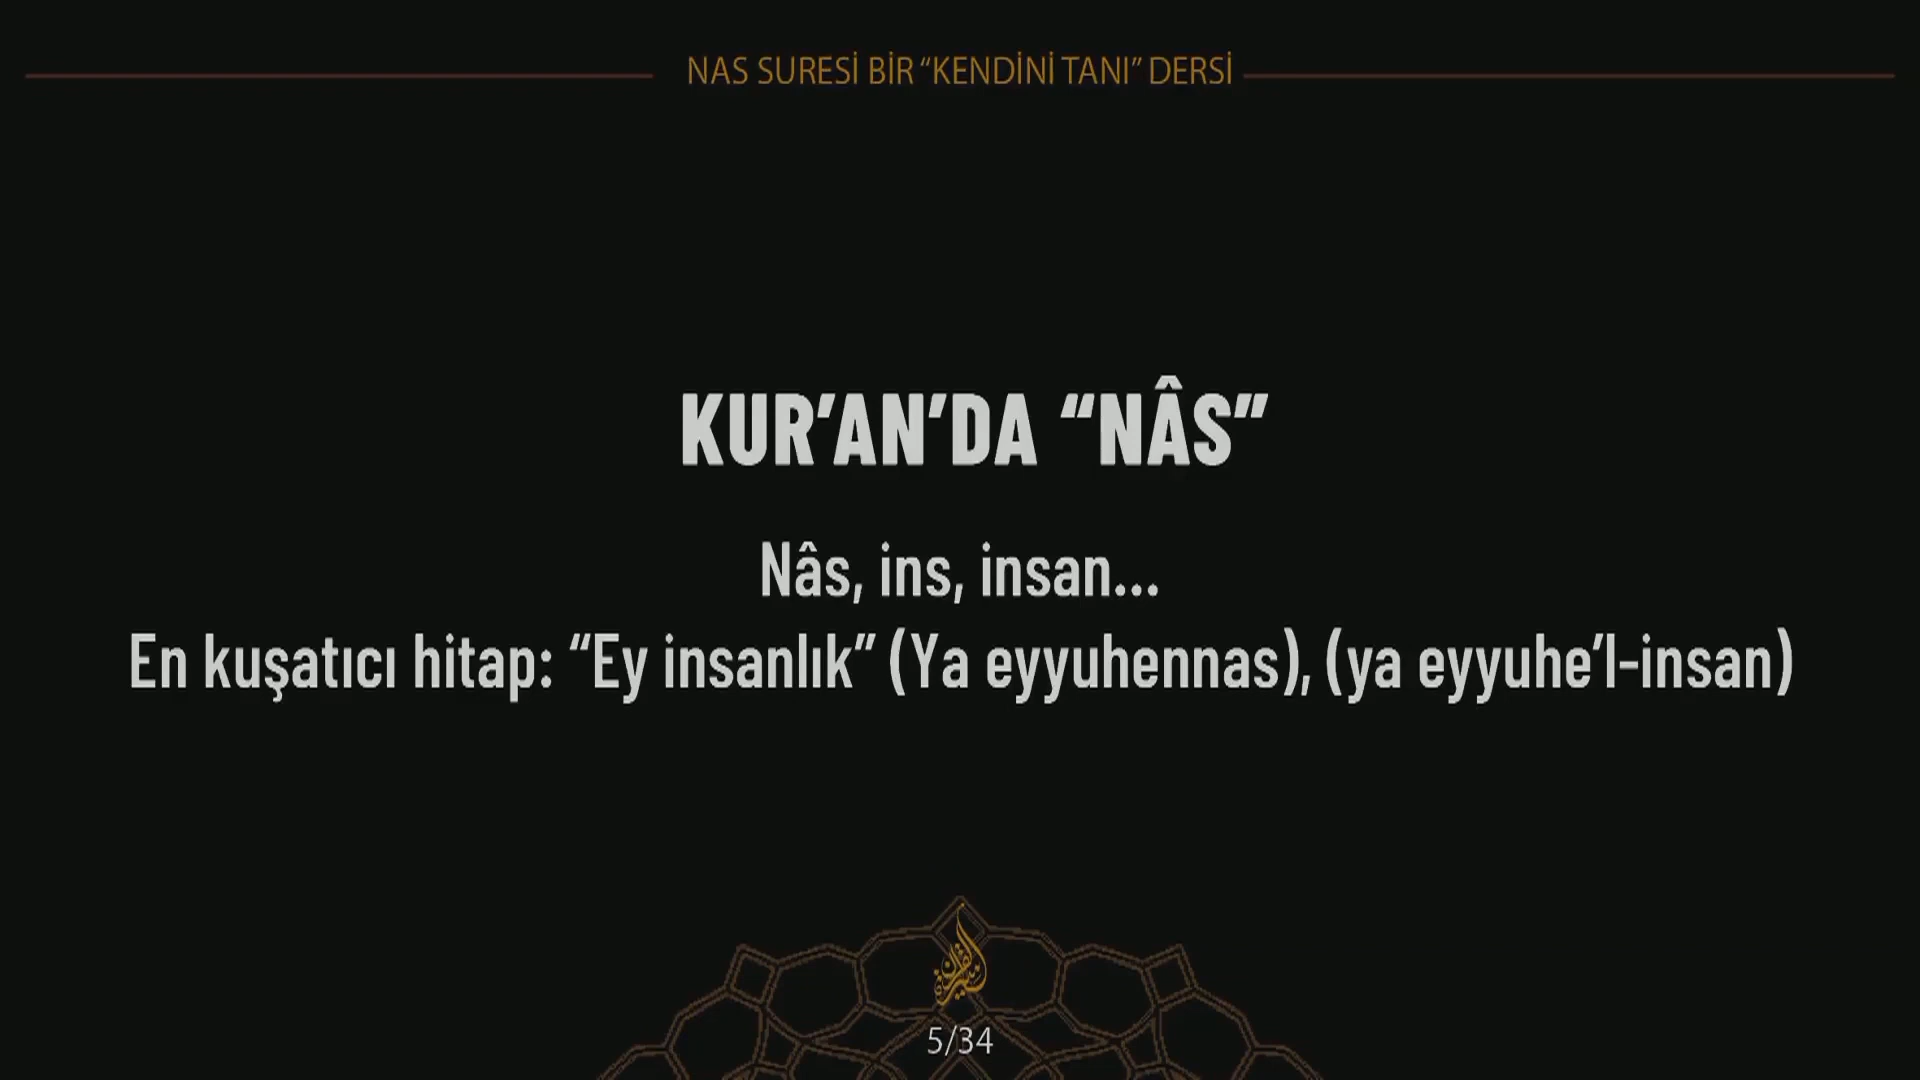 NAS SURESİ BİR “KENDİNİ TANI” DERSİ
KUR’AN’DA “NÂS”
Nâs, ins, insan...
En kuşatıcı hitap: “Ey insanlık” (Ya eyyuhennas), (ya eyyuhe’l-insan)
5/34